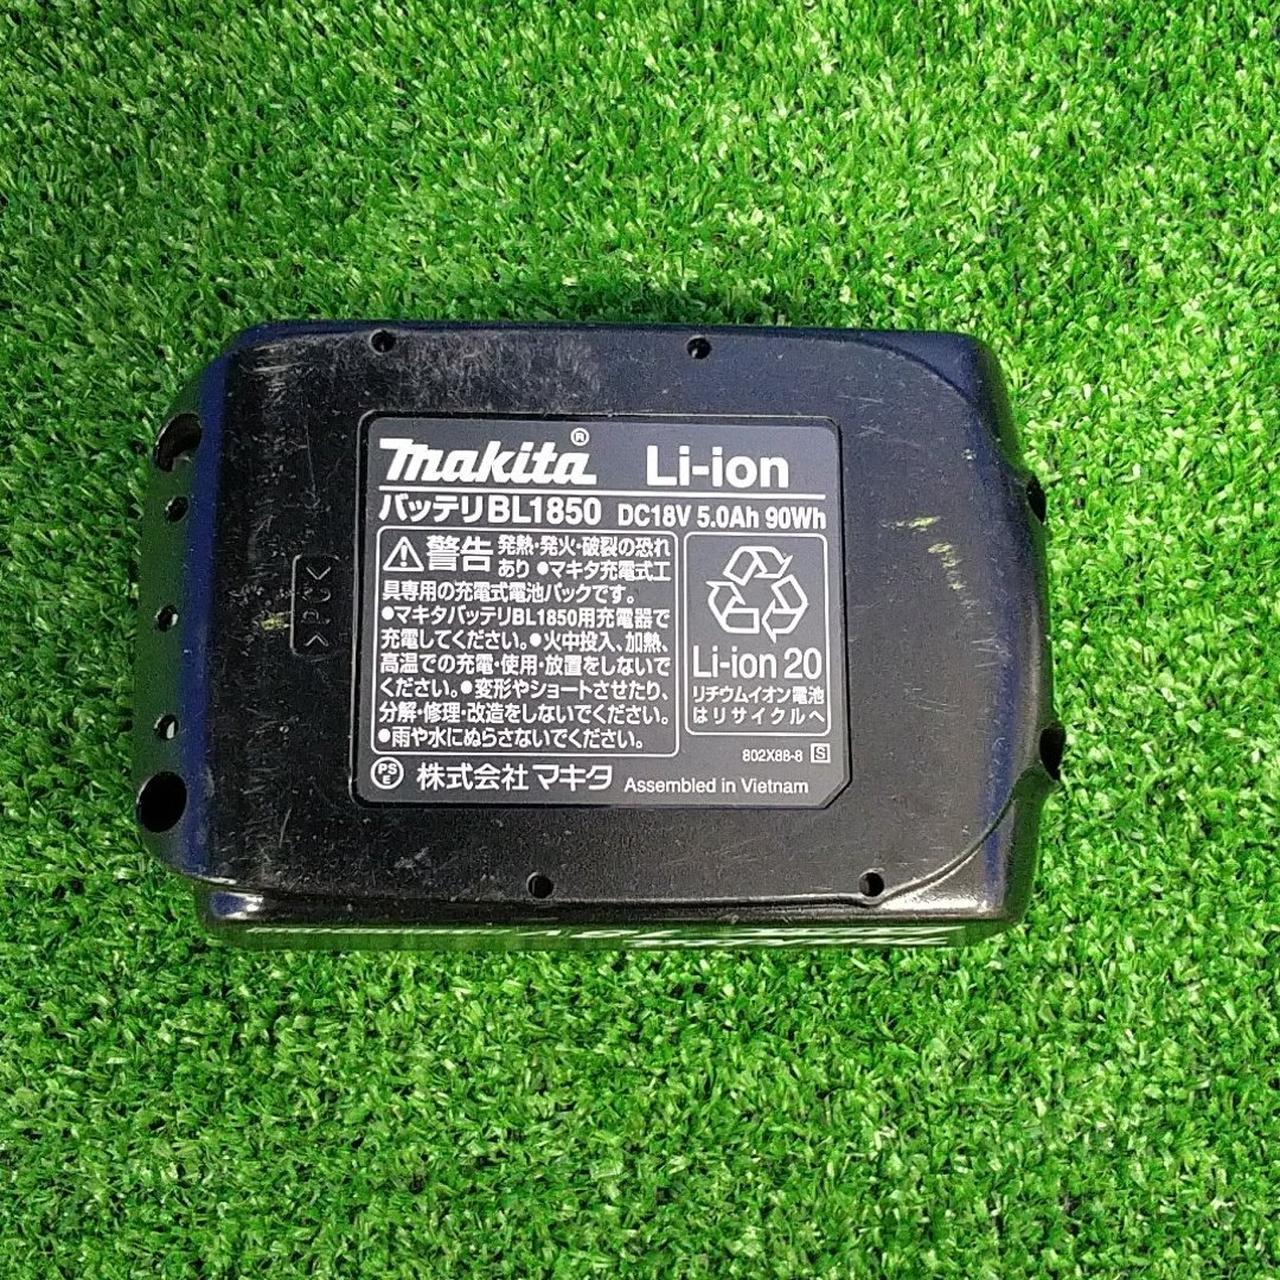 makita® Li-ion
バッテリBL1850 DC18V 5.0Ah 90Wh
警告 発熱・発火・破裂の恐れ
あり ●マキタ充電式工
具専用の充電式電池パックです。
●マキタバッテリBL1850用充電器で
充電してください。●火中投入、加熱、
高温での充電・使用・放置をしないで
ください。●変形やショートさせたり、
分解・修理・改造をしないでください。
●雨や水にぬらさないでください。
Li-ion 20
リチウムイオン電池
はリサイクルへ
802X88-8 S
PSE 株式会社 マキタ Assembled in Vietnam